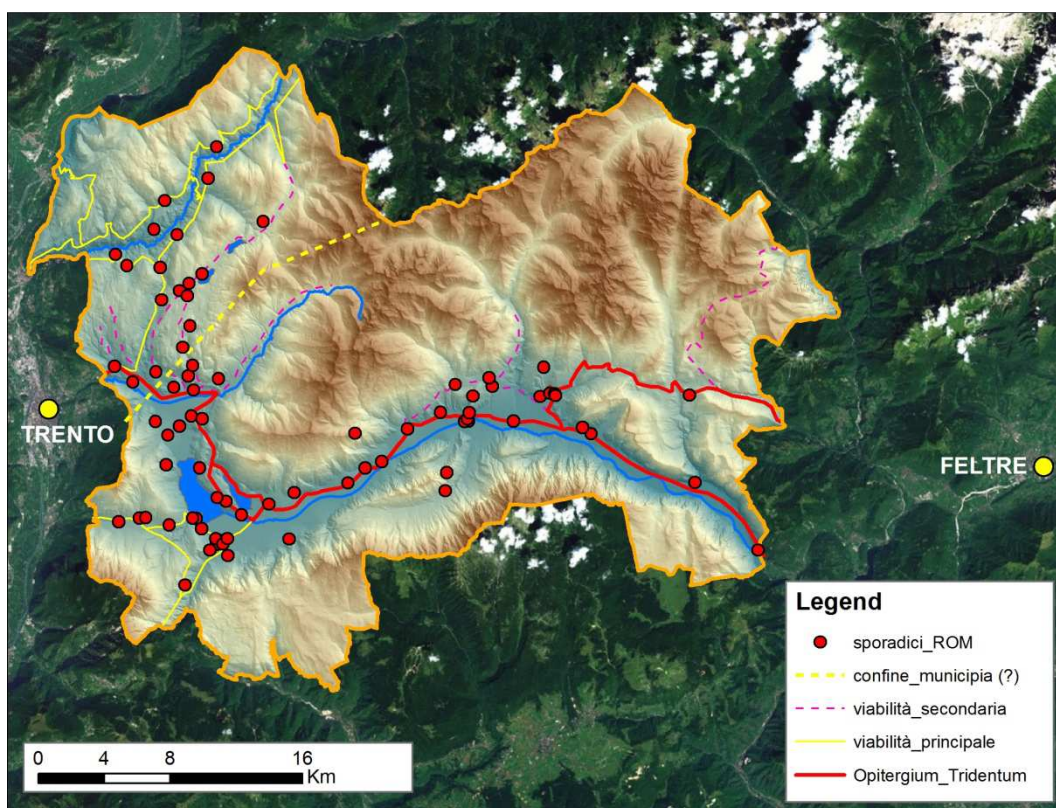 TRENTO
FELTRE
Legend
sporadici_ROM
confine_municipia (?)
viabilità_secondaria
viabilità_principale
Opitergium_Tridentum
0 4 8 16
Km